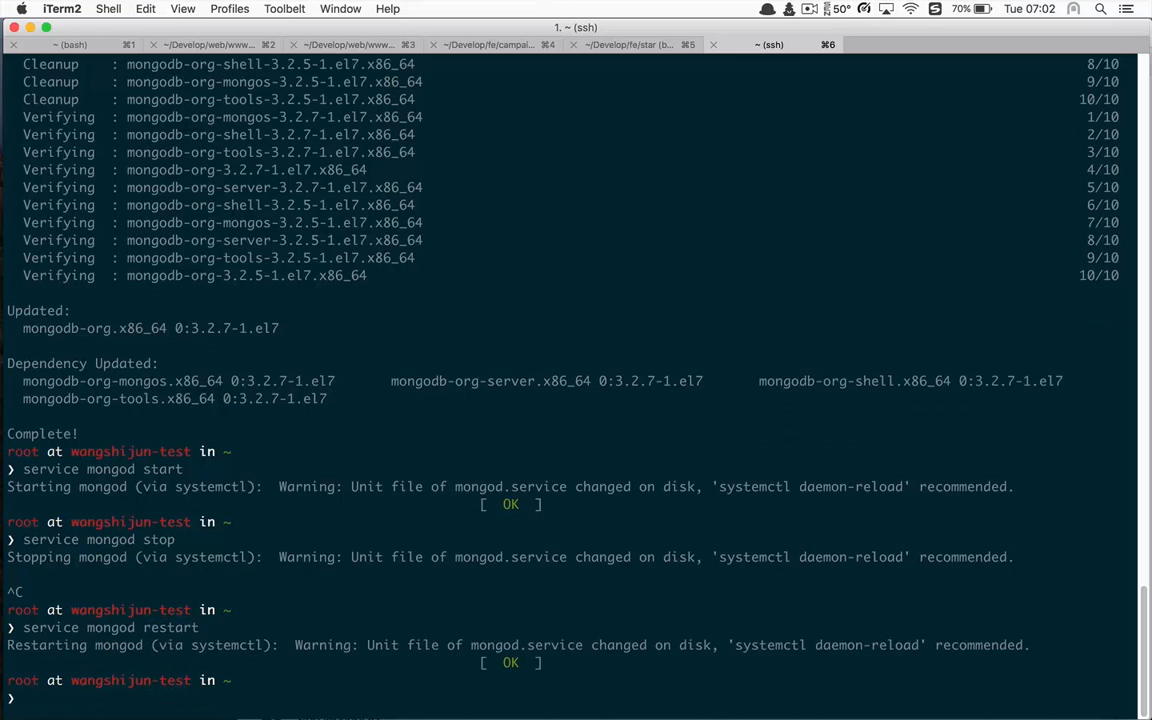 iTerm2 Shell Edit View Profiles Toolbelt Window Help 50° 70% Tue 07:02
1. ~ (ssh)
~ (bash) ⌘1 ~/Develop/web/www... ⌘2 ~/Develop/web/www... ⌘3 ~/Develop/fe/campai... ⌘4 ~/Develop/fe/star (b... ⌘5 ~ (ssh) ⌘6
Cleanup : mongodb-org-shell-3.2.5-1.el7.x86_64 8/10
Cleanup : mongodb-org-mongos-3.2.5-1.el7.x86_64 9/10
Cleanup : mongodb-org-tools-3.2.5-1.el7.x86_64 10/10
Verifying : mongodb-org-mongos-3.2.7-1.el7.x86_64 1/10
Verifying : mongodb-org-shell-3.2.7-1.el7.x86_64 2/10
Verifying : mongodb-org-tools-3.2.7-1.el7.x86_64 3/10
Verifying : mongodb-org-3.2.7-1.el7.x86_64 4/10
Verifying : mongodb-org-server-3.2.7-1.el7.x86_64 5/10
Verifying : mongodb-org-shell-3.2.5-1.el7.x86_64 6/10
Verifying : mongodb-org-mongos-3.2.5-1.el7.x86_64 7/10
Verifying : mongodb-org-server-3.2.5-1.el7.x86_64 8/10
Verifying : mongodb-org-tools-3.2.5-1.el7.x86_64 9/10
Verifying : mongodb-org-3.2.5-1.el7.x86_64 10/10
Updated:
mongodb-org.x86_64 0:3.2.7-1.el7
Dependency Updated:
mongodb-org-mongos.x86_64 0:3.2.7-1.el7 mongodb-org-server.x86_64 0:3.2.7-1.el7 mongodb-org-shell.x86_64 0:3.2.7-1.el7
mongodb-org-tools.x86_64 0:3.2.7-1.el7
Complete!
root at wangshijun-test in ~
❯ service mongod start
Starting mongod (via systemctl): Warning: Unit file of mongod.service changed on disk, 'systemctl daemon-reload' recommended.
[ OK ]
root at wangshijun-test in ~
❯ service mongod stop
Stopping mongod (via systemctl): Warning: Unit file of mongod.service changed on disk, 'systemctl daemon-reload' recommended.
^C
root at wangshijun-test in ~
❯ service mongod restart
Restarting mongod (via systemctl): Warning: Unit file of mongod.service changed on disk, 'systemctl daemon-reload' recommended.
[ OK ]
root at wangshijun-test in ~
❯